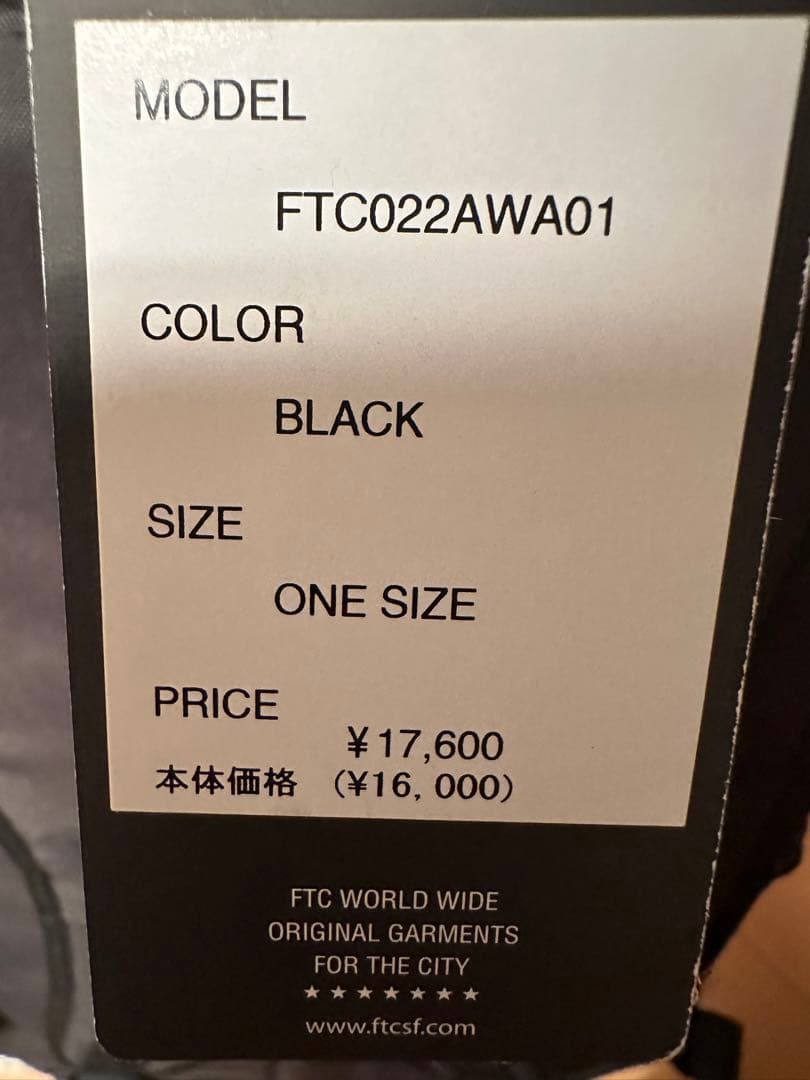 MODEL
FTC022AWA01
COLOR
BLACK
SIZE
ONE SIZE
PRICE
¥17,600
本体価格 (¥16,000)
FTC WORLD WIDE
ORIGINAL GARMENTS
FOR THE CITY
★★★★★★★
www.ftcsf.com